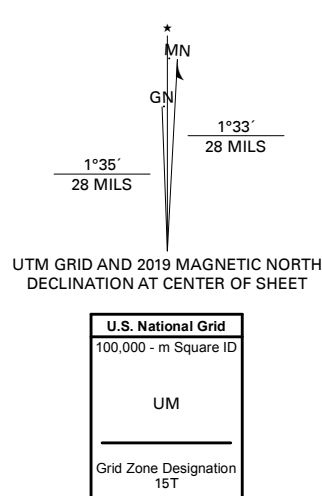 ★
MN
GN
1°33´
28 MILS
1°35´
28 MILS
UTM GRID AND 2019 MAGNETIC NORTH
DECLINATION AT CENTER OF SHEET
U.S. National Grid
100,000 - m Square ID
UM
Grid Zone Designation
15T